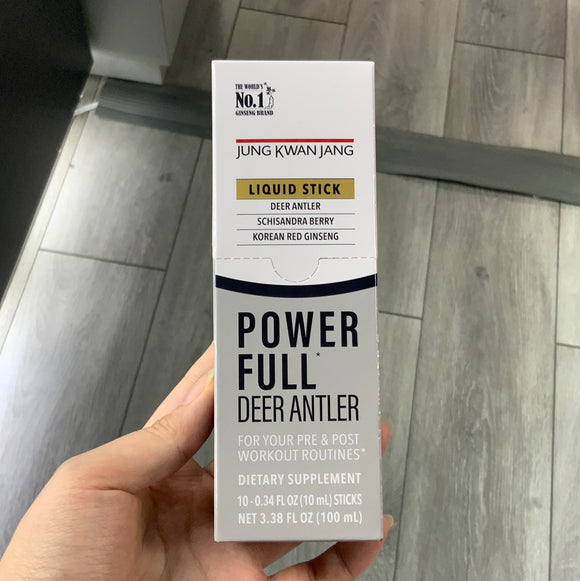 THE WORLD'S
No.1
GINSENG BRAND
JUNG KWAN JANG
LIQUID STICK
DEER ANTLER
SCHISANDRA BERRY
KOREAN RED GINSENG
POWER
FULL*
DEER ANTLER
FOR YOUR PRE & POST
WORKOUT ROUTINES*
DIETARY SUPPLEMENT
10 - 0.34 FL OZ (10 mL) STICKS
NET 3.38 FL OZ (100 mL)